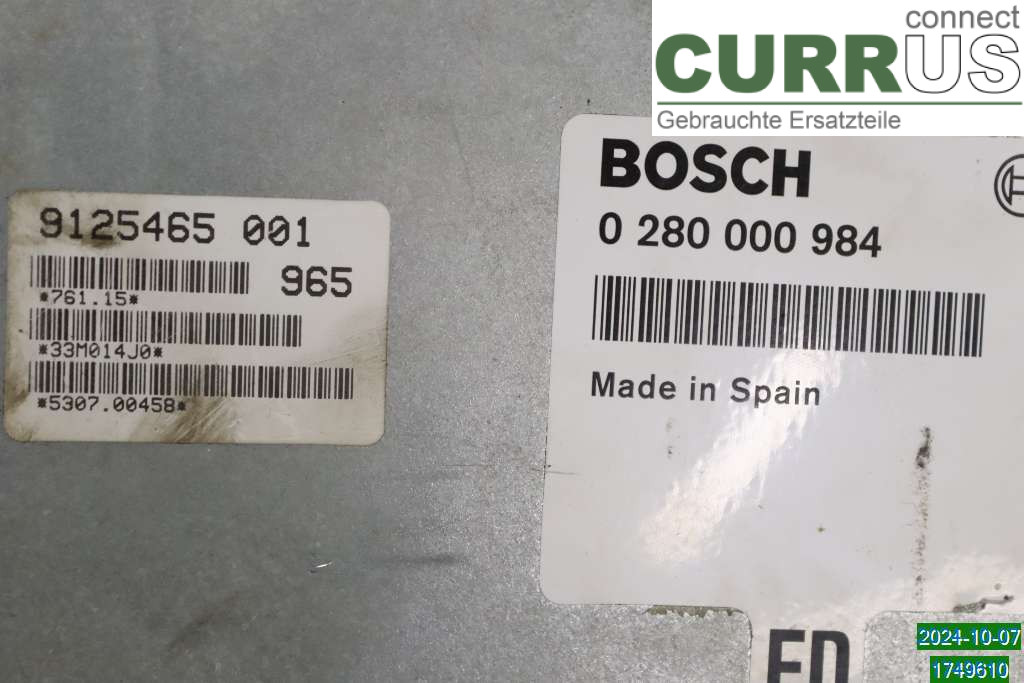 connect
CURRUS
Gebrauchte Ersatzteile
BOSCH
0 280 000 984
Made in Spain
9125465 001
965
*761.15*
*33M014J0*
*5307.00458*
2024-10-07
1749610